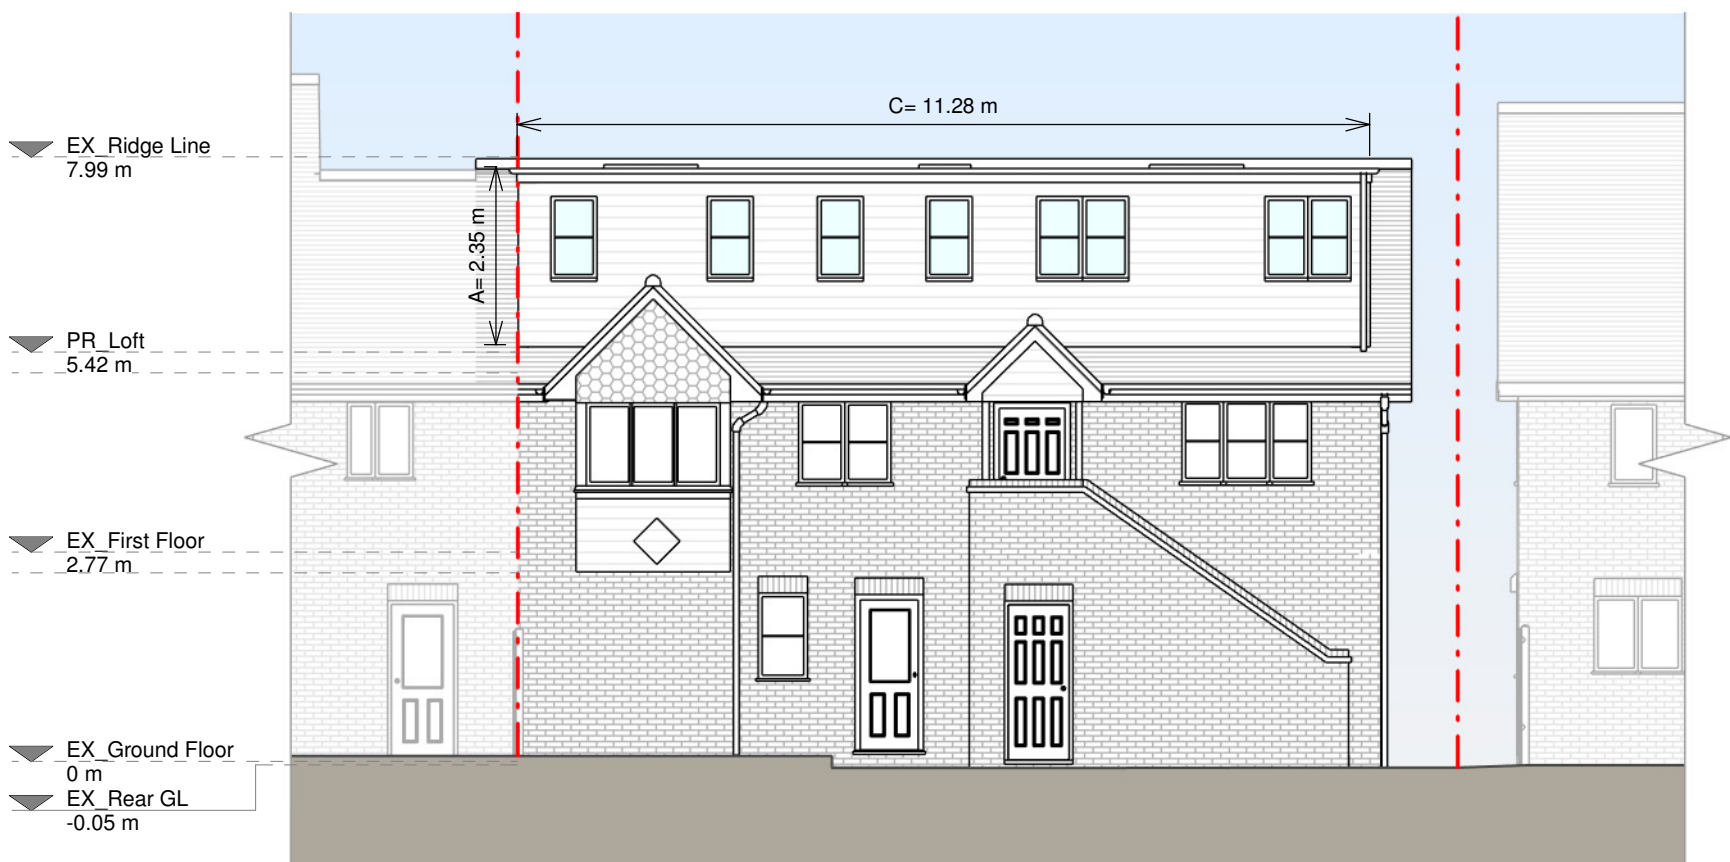 C= 11.28 m
EX_Ridge Line
7.99 m
A= 2.35 m
PR_Loft
5.42 m
EX_First Floor
2.77 m
EX_Ground Floor
0 m
EX_Rear GL
-0.05 m